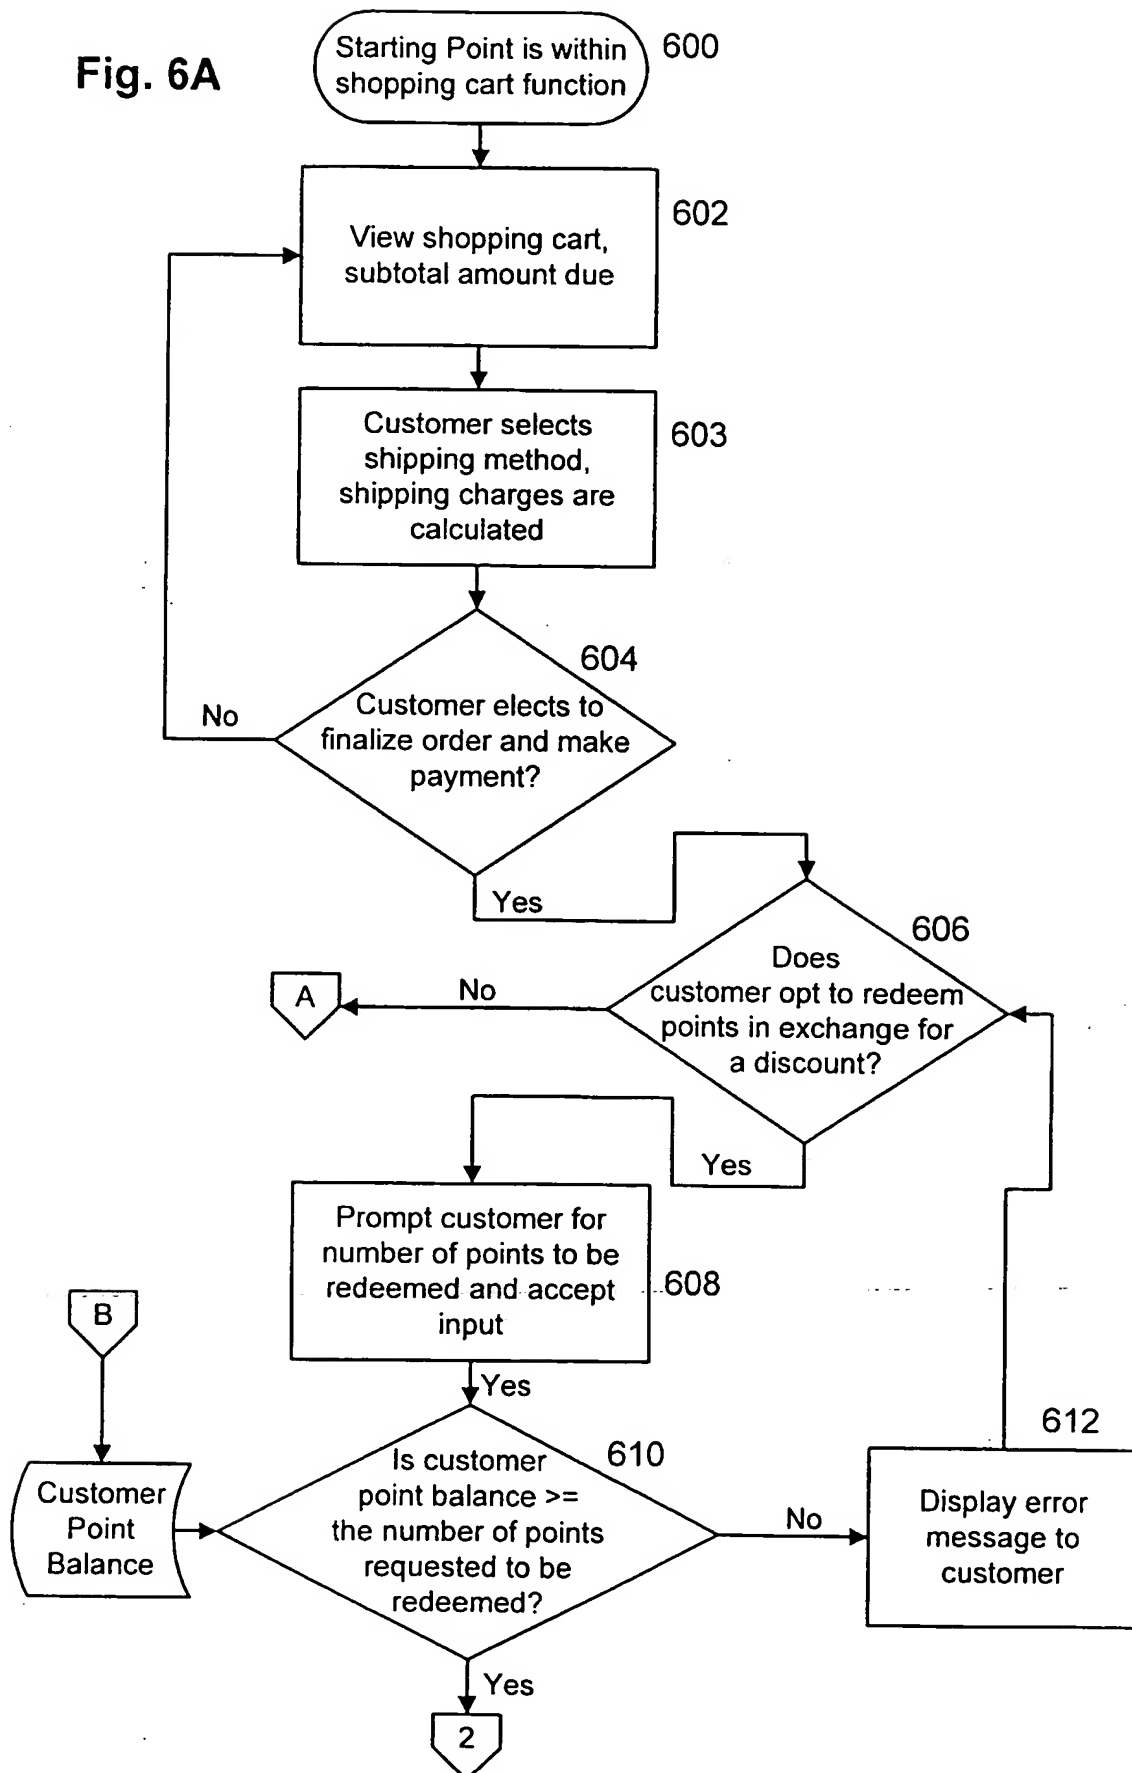 Fig. 6A
Starting Point is within
shopping cart function
600
View shopping cart,
subtotal amount due
602
Customer selects
shipping method,
shipping charges are
calculated
603
604
Customer elects to
finalize order and make
payment?
No
Yes
606
Does
customer opt to redeem
points in exchange for
a discount?
No
A
Yes
Prompt customer for
number of points to be
redeemed and accept
input
608
B
Yes
Customer
Point
Balance
610
Is customer
point balance >=
the number of points
requested to be
redeemed?
No
612
Display error
message to
customer
Yes
2